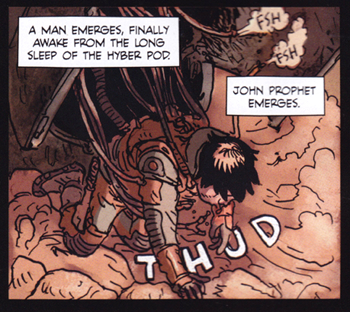 A MAN EMERGES, FINALLY
AWAKE FROM THE LONG
SLEEP OF THE HYBER POD.
FSH
FSH
JOHN PROPHET
EMERGES.
THUD